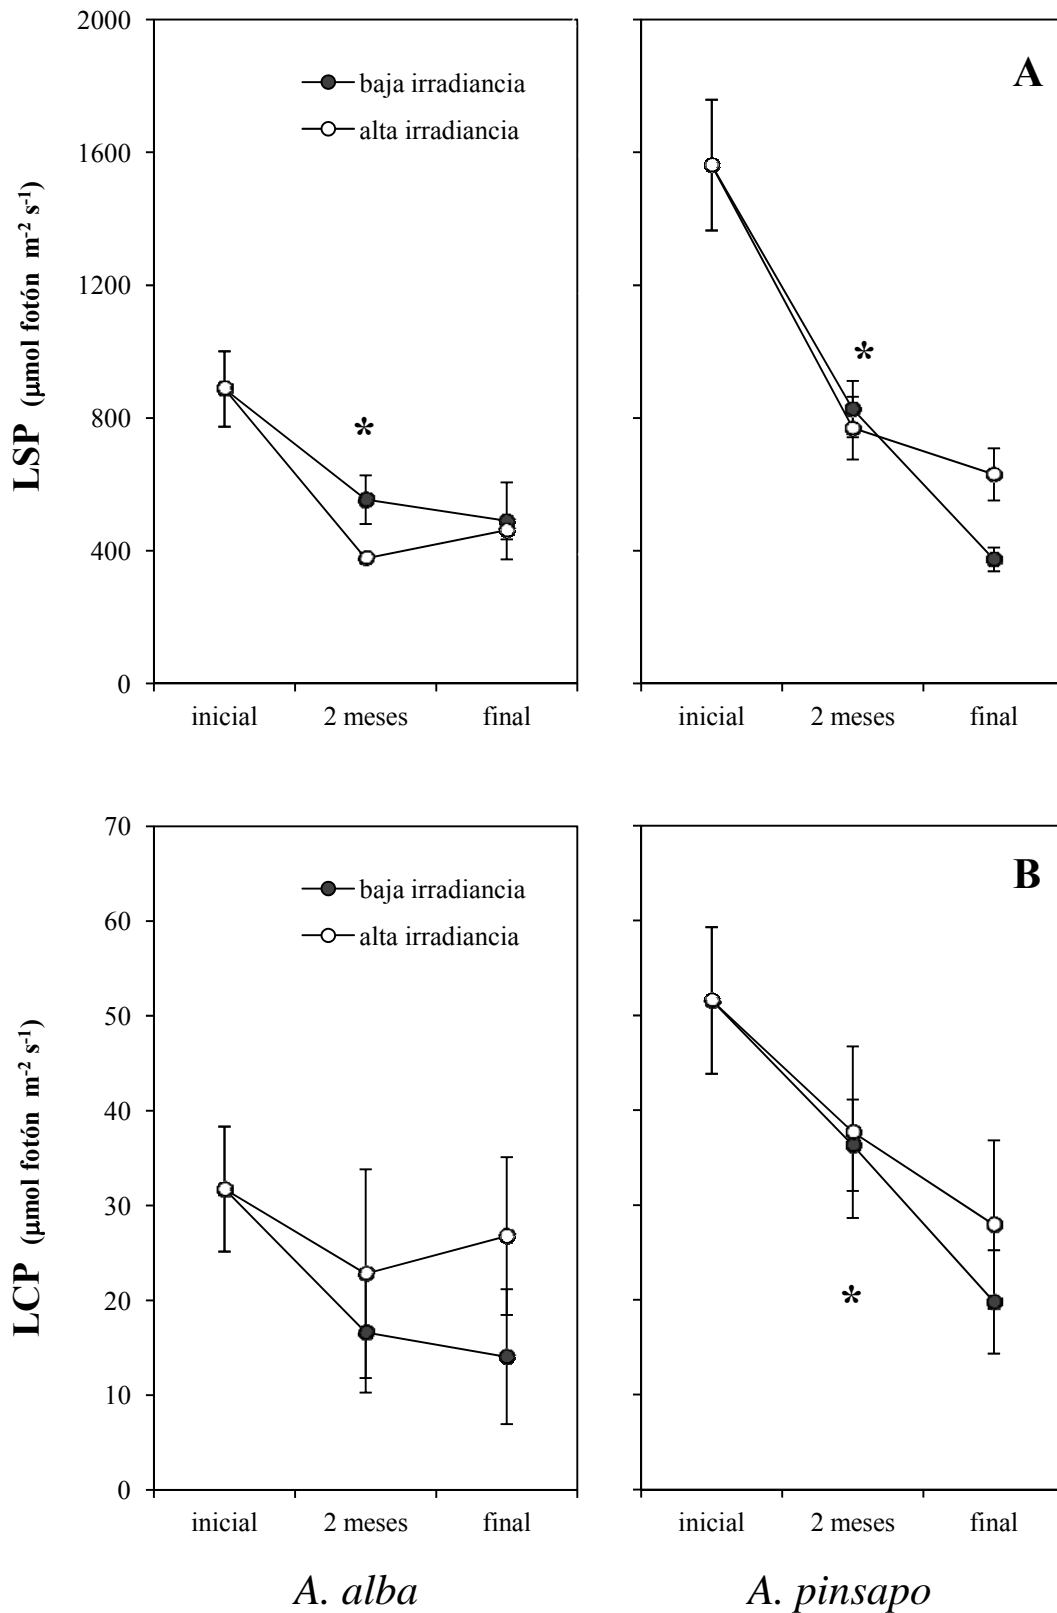 LSP (µmol fotón m-2 s-1)
2000
1600
1200
800
400
0
baja irradiancia
alta irradiancia
*
inicial 2 meses final
A
*
inicial 2 meses final
LCP (µmol fotón m-2 s-1)
70
60
50
40
30
20
10
0
baja irradiancia
alta irradiancia
inicial 2 meses final
B
*
inicial 2 meses final
A. alba A. pinsapo